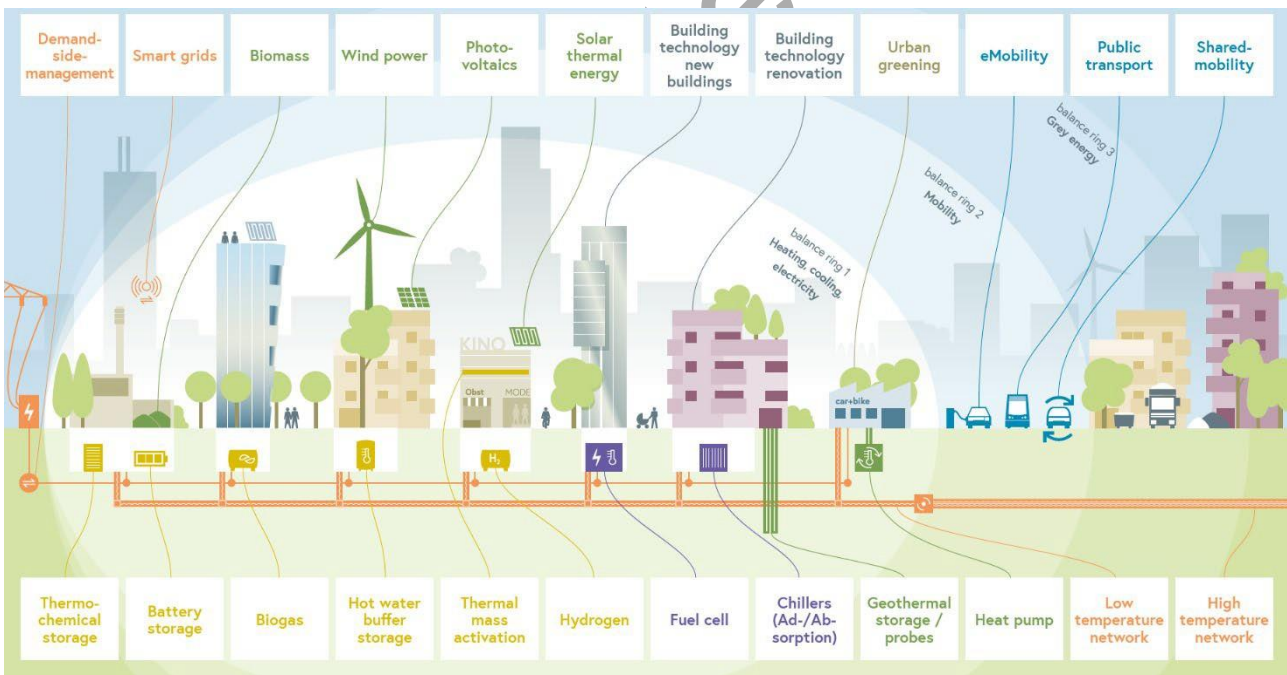 Demand-
side-
management
Smart grids
Biomass
Wind power
Photo-
voltaics
Solar
thermal
energy
Building
technology
new
buildings
Building
technology
renovation
Urban
greening
eMobility
Public
transport
Shared-
mobility
balance ring 3
Grey energy
balance ring 2
Mobility
balance ring 1
Heating, cooling,
electricity
KINO
Obst
MODE
car+bike
H₂
Thermo-
chemical
storage
Battery
storage
Biogas
Hot water
buffer
storage
Thermal
mass
activation
Hydrogen
Fuel cell
Chillers
(Ad-/Ab-
sorption)
Geothermal
storage /
probes
Heat pump
Low
temperature
network
High
temperature
network